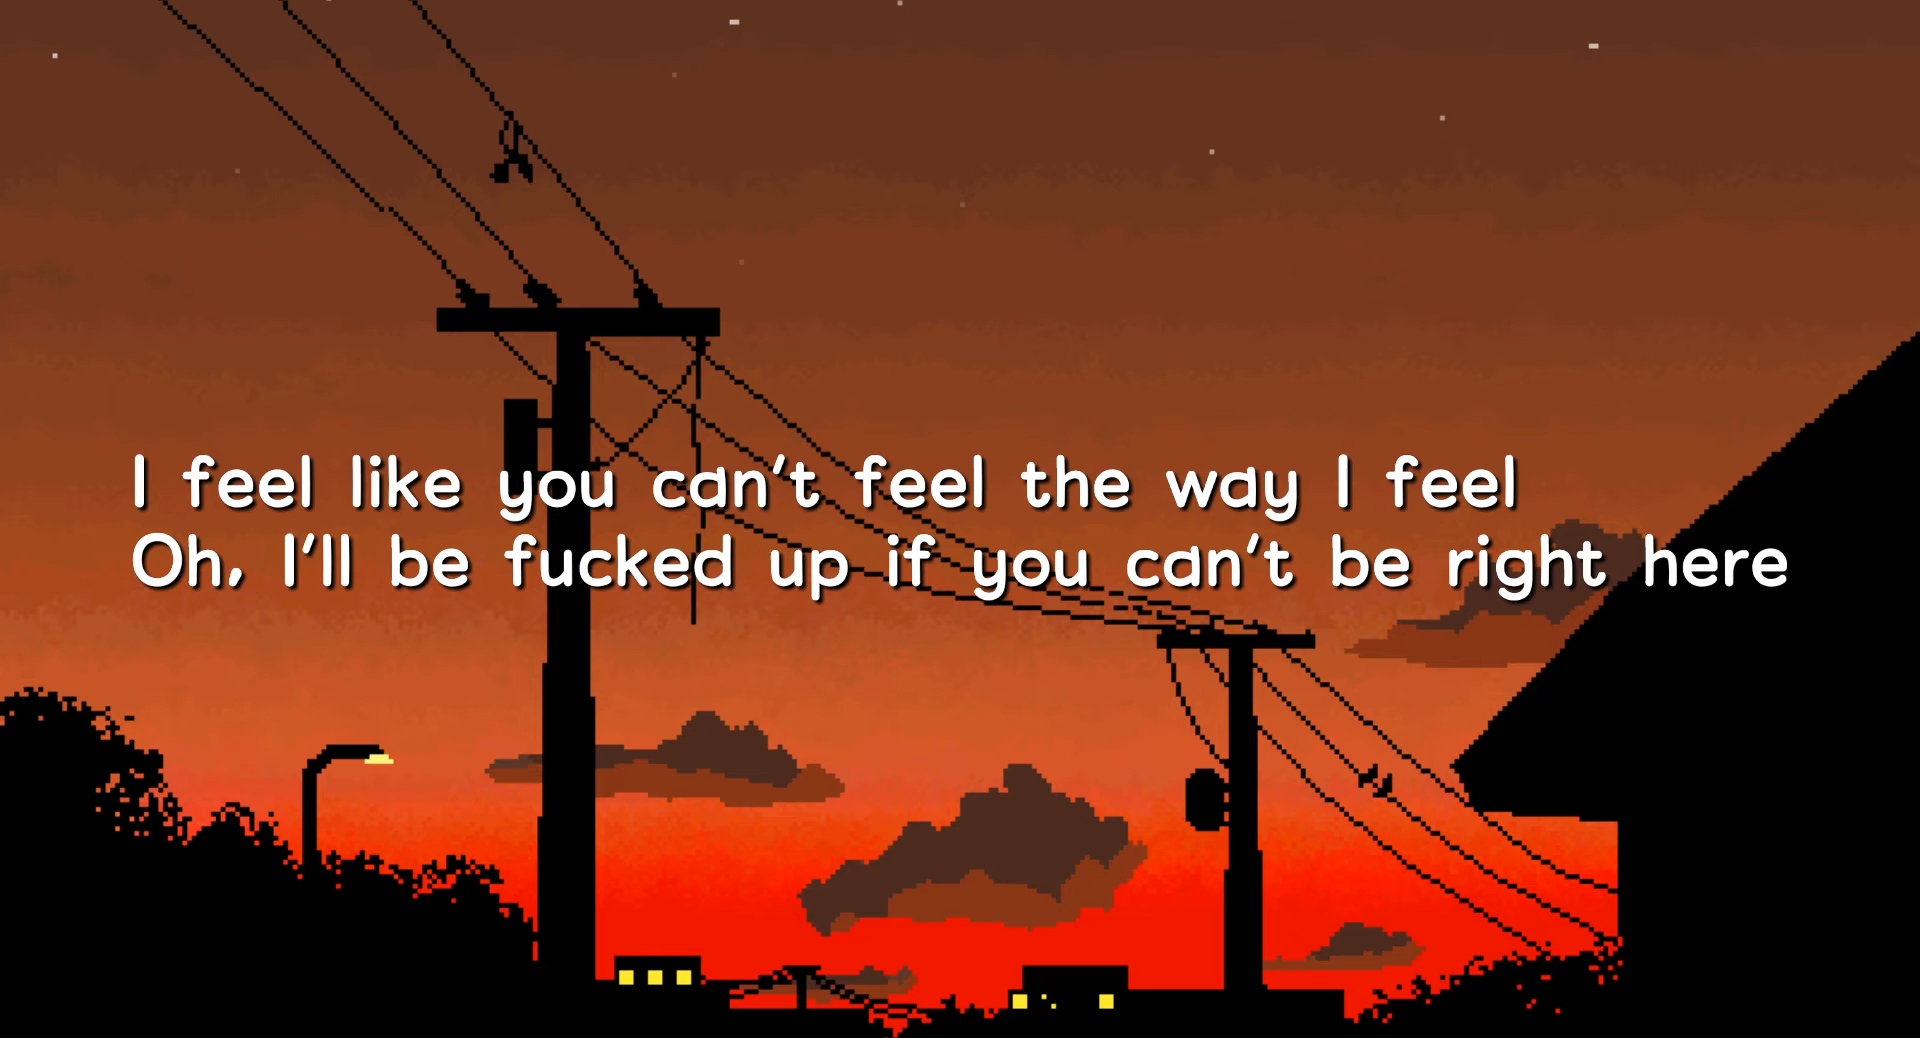 I feel like you can't feel the way I feel
Oh, I'll be fucked up if you can't be right here